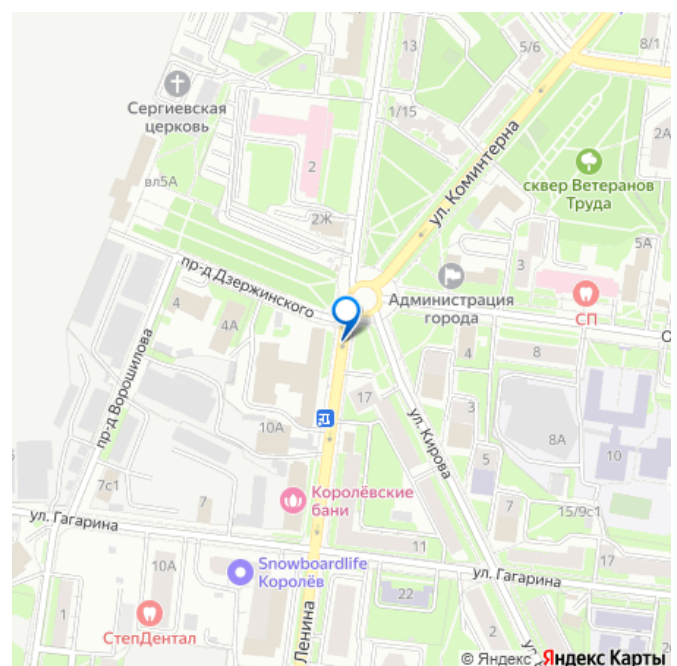 13
5/6
8/1
Сергиевская
церковь
1/15
2А
2
ул. Коминтерна
сквер Ветеранов
Труда
вл5А
2Ж
5А
3
пр-д Дзержинского
Администрация
города
СП
4
4А
4
8
О
пр-д Ворошилова
17
ул. Кирова
3
10А
8А
5
10
7с1
7
Королёвские
бани
7
15/9с1
ул. Гагарина
11
10А
Snowboardlife
Королёв
ул. Гагарина
22
1
СтепДентал
Ленина
2
© Яндекс Яндекс Карты